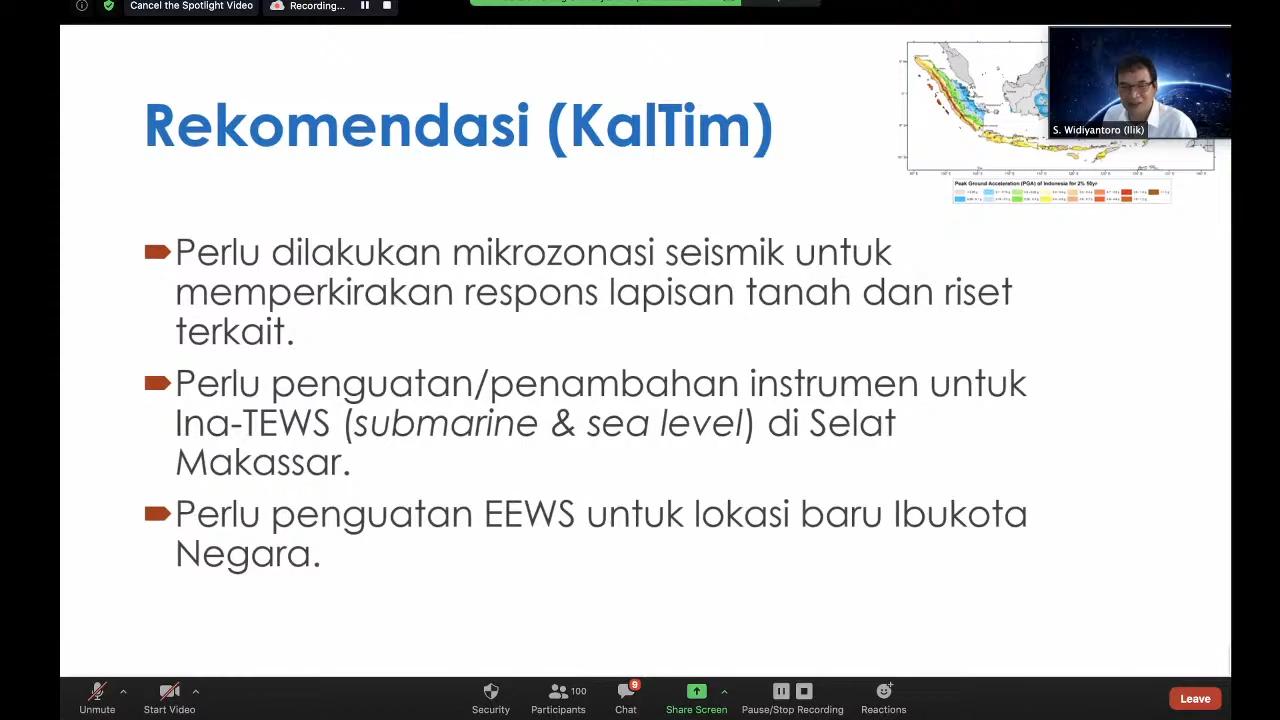 Cancel the Spotlight Video
Recording...
Rekomendasi (KalTim)
S. Widiyantoro (Ilik)
Peak Ground Acceleration (PGA) of Indonesia for 2% 50yr
Perlu dilakukan mikrozonasi seismik untuk
memperkirakan respons lapisan tanah dan riset
terkait.
Perlu penguatan/penambahan instrumen untuk
Ina-TEWS (submarine & sea level) di Selat
Makassar.
Perlu penguatan EEWS untuk lokasi baru Ibukota
Negara.
Unmute
Start Video
Security
100
Participants
9
Chat
Share Screen
Pause/Stop Recording
Reactions
Leave